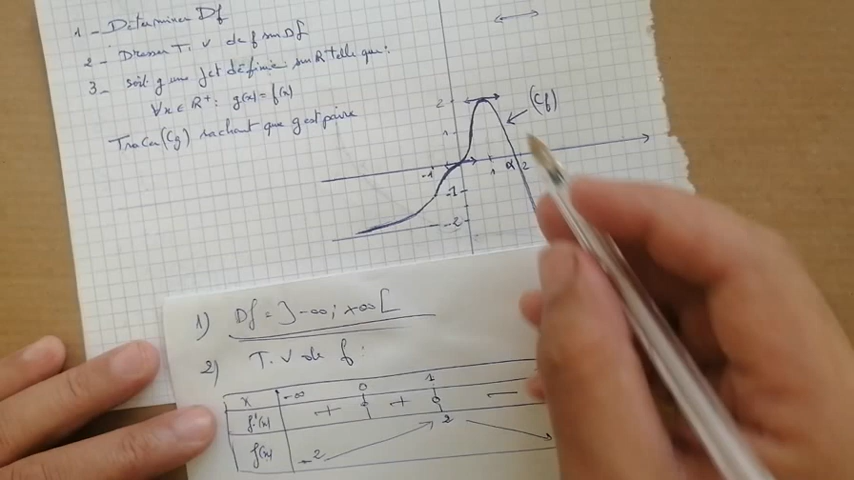 1 - Déterminer Df
2 - Dresser T. V de f sur Df
3 - soit g une fct définie sur R⁺ telle que:
∀x ∈ R⁺: g(x) = f(x)
Tracer (Cg) sachant que g est paire
2
(Cf)
1
-1
1
α
2
-1
-2
1) Df = ]-∞; +∞[
2) T. V de f:
x -∞ 0 1
f'(x) + 0 + 0 -
f(x) -2 2